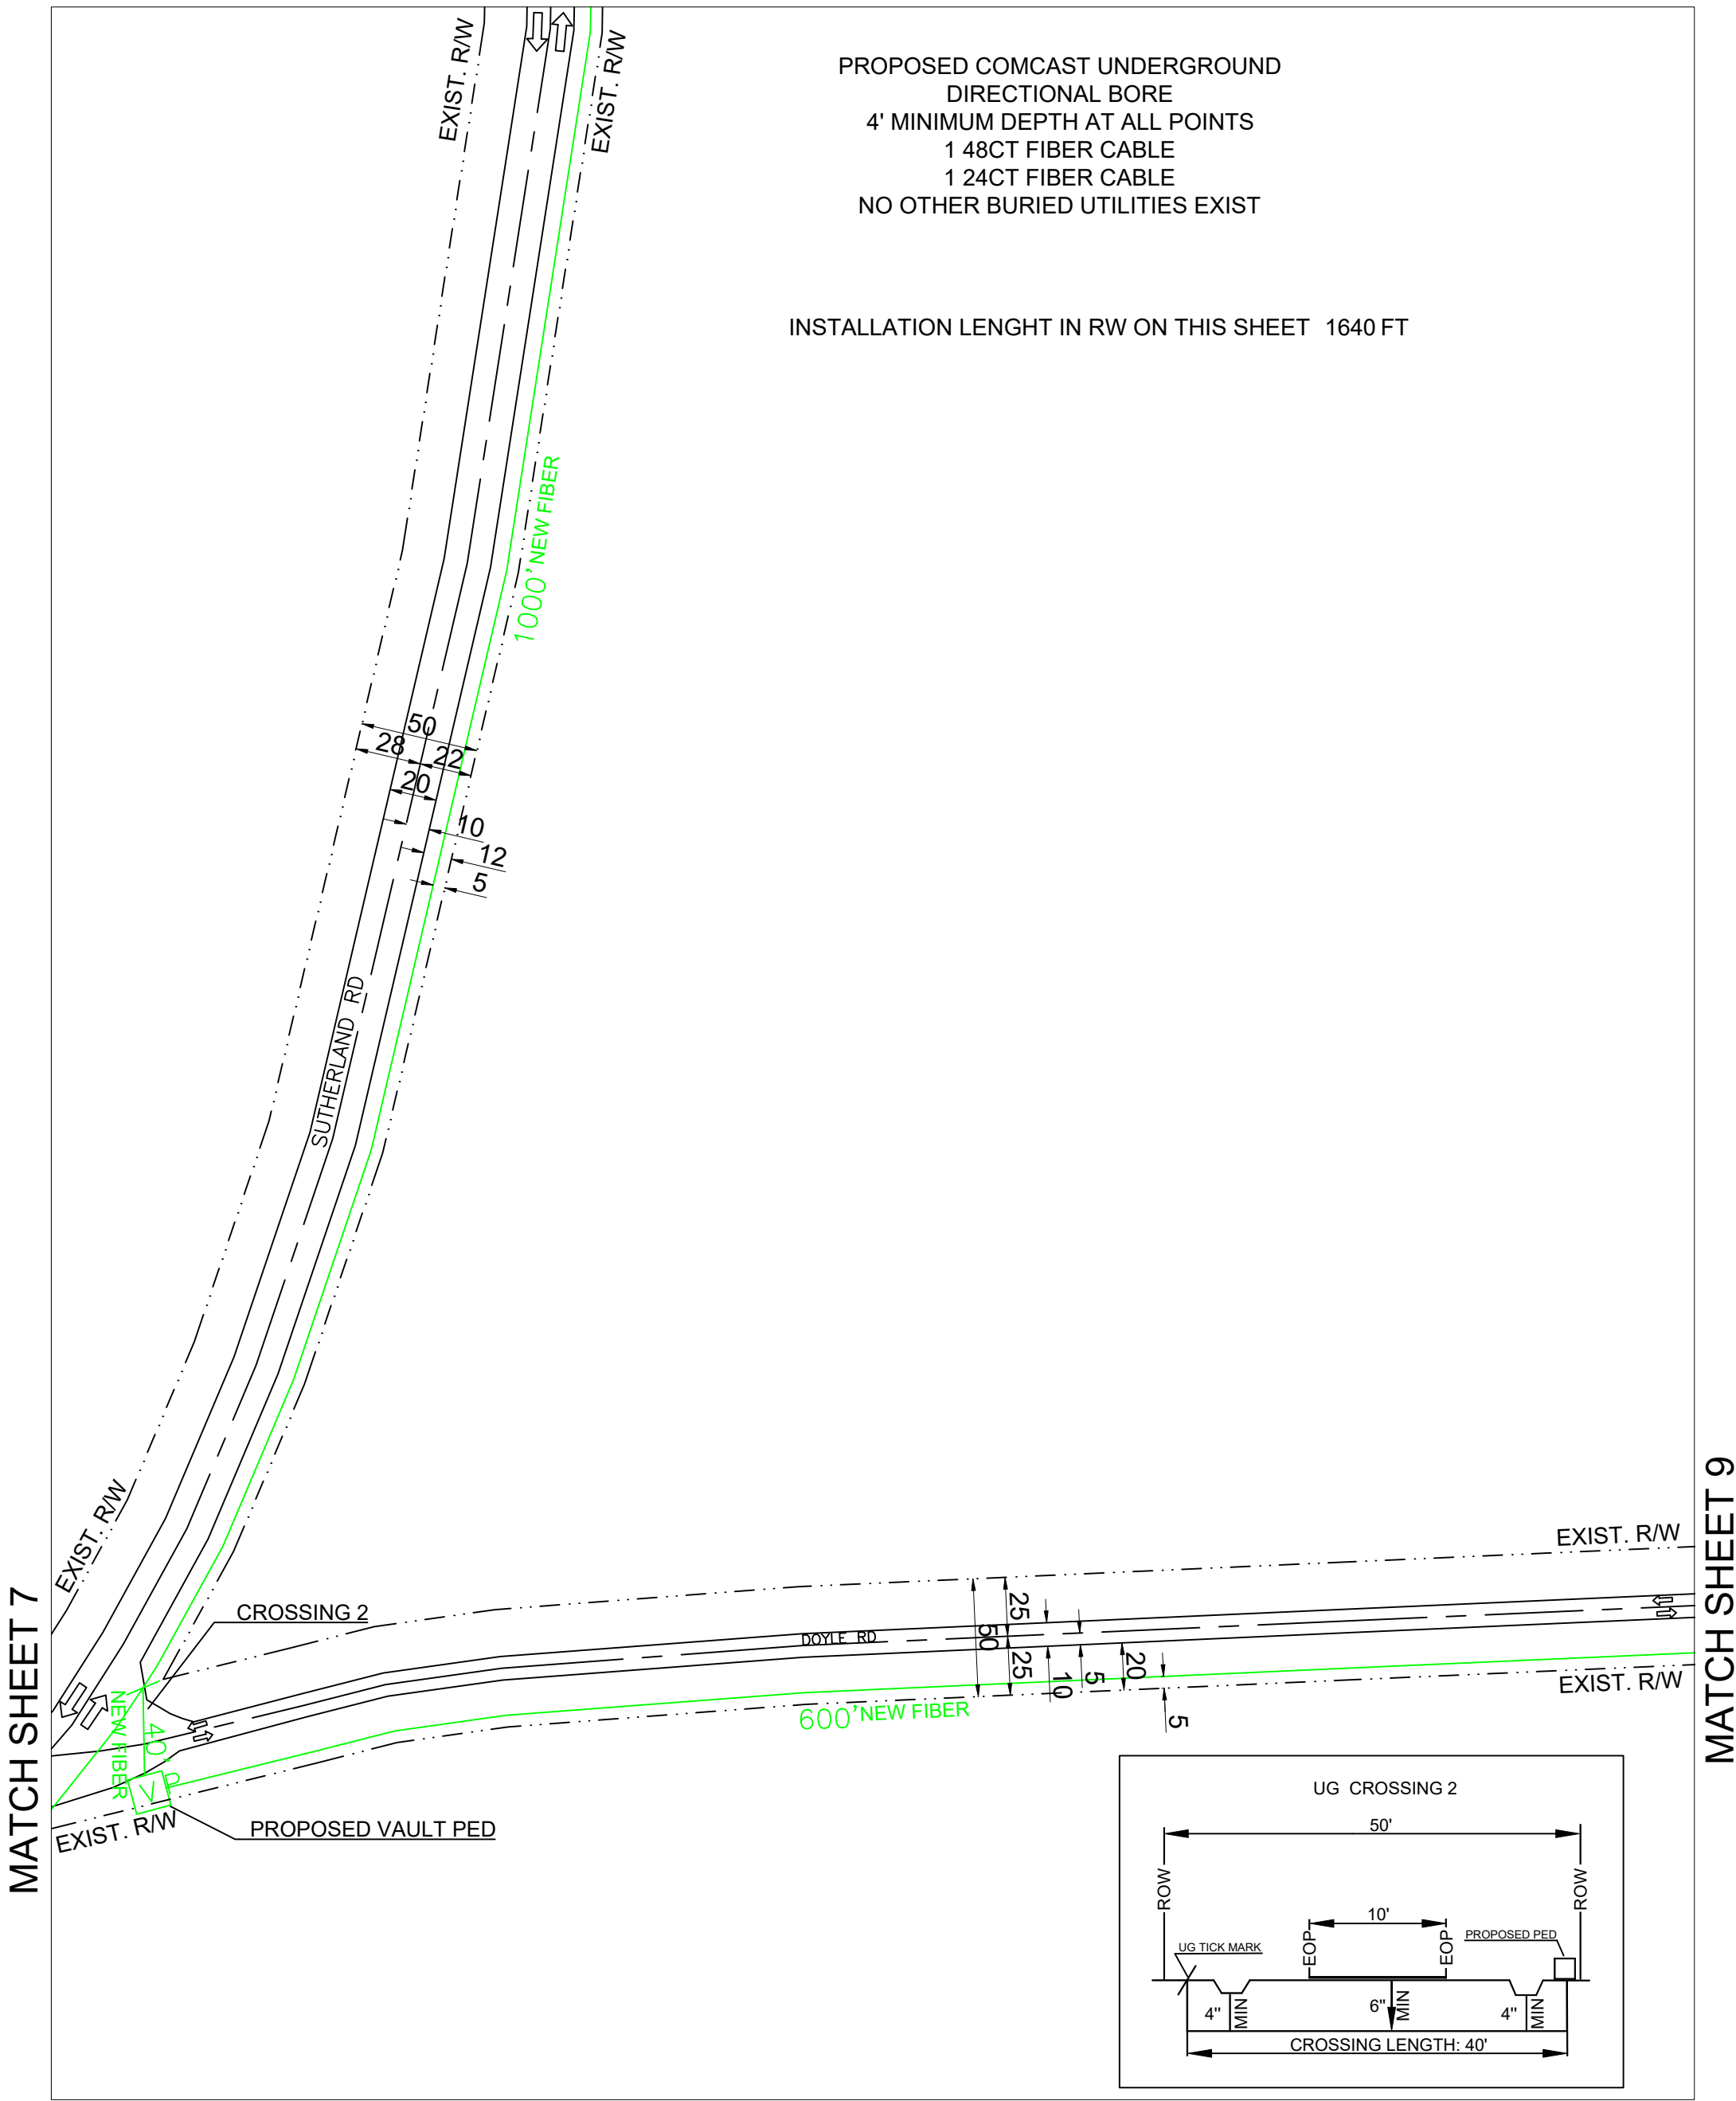 EXIST. R/W
EXIST. R/W
PROPOSED COMCAST UNDERGROUND
DIRECTIONAL BORE
4' MINIMUM DEPTH AT ALL POINTS
1 48CT FIBER CABLE
1 24CT FIBER CABLE
NO OTHER BURIED UTILITIES EXIST
INSTALLATION LENGHT IN RW ON THIS SHEET 1640 FT
1000' NEW FIBER
50
28
22
20
10
12
5
SUTHERLAND RD
EXIST. R/W
MATCH SHEET 7
CROSSING 2
NEW FIBER
40'
V
P
EXIST. R/W
PROPOSED VAULT PED
DOYLE RD
600' NEW FIBER
50
25
25
10
5
20
5
EXIST. R/W
EXIST. R/W
MATCH SHEET 9
UG CROSSING 2
50'
ROW
ROW
10'
EOP
EOP
UG TICK MARK
PROPOSED PED
4"
MIN
6"
MIN
4"
MIN
CROSSING LENGTH: 40'